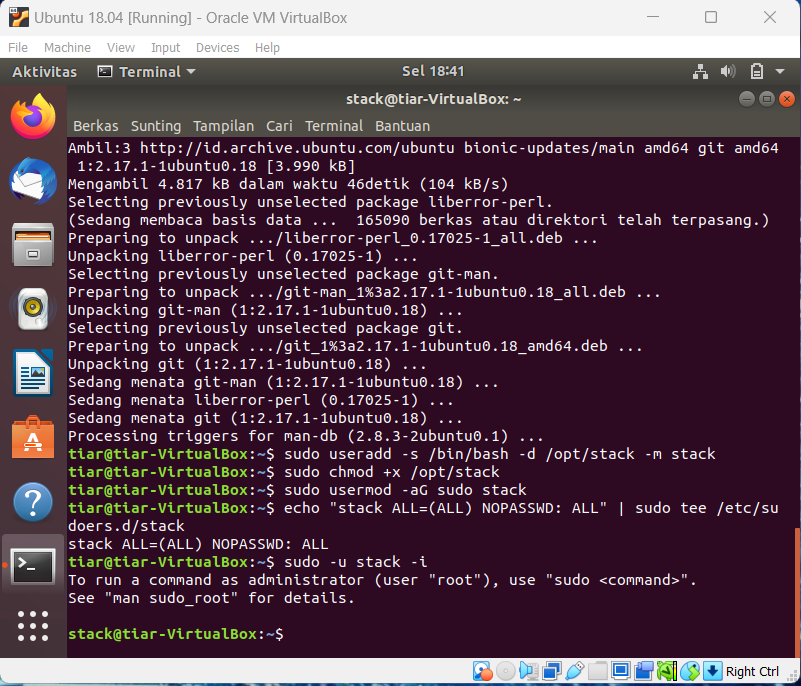 Ubuntu 18.04 [Running] - Oracle VM VirtualBox
File Machine View Input Devices Help
Aktivitas Terminal Sel 18:41
stack@tiar-VirtualBox: ~
Berkas Sunting Tampilan Cari Terminal Bantuan
Ambil:3 http://id.archive.ubuntu.com/ubuntu bionic-updates/main amd64 git amd64
1:2.17.1-1ubuntu0.18 [3.990 kB]
Mengambil 4.817 kB dalam waktu 46detik (104 kB/s)
Selecting previously unselected package liberror-perl.
(Sedang membaca basis data ... 165090 berkas atau direktori telah terpasang.)
Preparing to unpack .../liberror-perl_0.17025-1_all.deb ...
Unpacking liberror-perl (0.17025-1) ...
Selecting previously unselected package git-man.
Preparing to unpack .../git-man_1%3a2.17.1-1ubuntu0.18_all.deb ...
Unpacking git-man (1:2.17.1-1ubuntu0.18) ...
Selecting previously unselected package git.
Preparing to unpack .../git_1%3a2.17.1-1ubuntu0.18_amd64.deb ...
Unpacking git (1:2.17.1-1ubuntu0.18) ...
Sedang menata git-man (1:2.17.1-1ubuntu0.18) ...
Sedang menata liberror-perl (0.17025-1) ...
Sedang menata git (1:2.17.1-1ubuntu0.18) ...
Processing triggers for man-db (2.8.3-2ubuntu0.1) ...
tiar@tiar-VirtualBox:~$ sudo useradd -s /bin/bash -d /opt/stack -m stack
tiar@tiar-VirtualBox:~$ sudo chmod +x /opt/stack
tiar@tiar-VirtualBox:~$ sudo usermod -aG sudo stack
tiar@tiar-VirtualBox:~$ echo "stack ALL=(ALL) NOPASSWD: ALL" | sudo tee /etc/su
doers.d/stack
stack ALL=(ALL) NOPASSWD: ALL
tiar@tiar-VirtualBox:~$ sudo -u stack -i
To run a command as administrator (user "root"), use "sudo <command>".
See "man sudo_root" for details.
stack@tiar-VirtualBox:~$
Right Ctrl